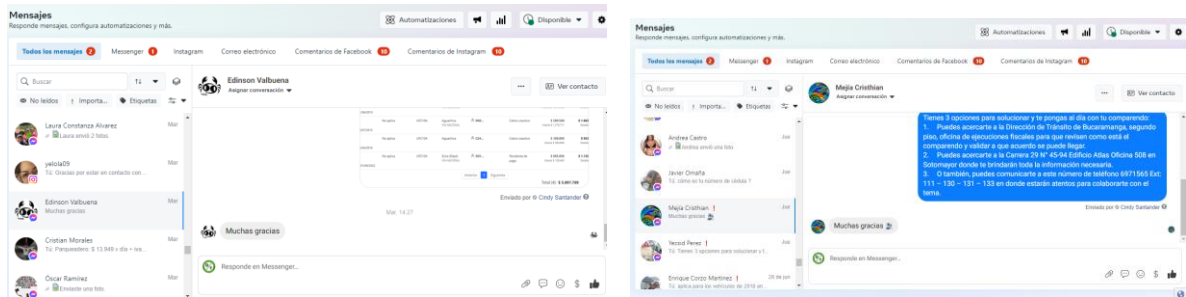 Mensajes
Responde mensajes, configura automatizaciones y más.
Automatizaciones
Disponible
Todos los mensajes 2
Messenger 1
Instagram
Correo electrónico
Comentarios de Facebook 10
Comentarios de Instagram 10
Buscar
No leídos
Importa...
Etiquetas
Laura Constanza Alvarez
Mar
Laura envió 2 fotos.
yelola09
Mar
Tú: Gracias por estar en contacto con...
Edinson Valbuena
Mar
Muchas gracias
Cristian Morales
Mar
Tú: Parqueadero: $ 13.949 x día + iva...
Óscar Ramírez
Mar
Enviaste una foto.
Edinson Valbuena
Asignar conversación
Ver contacto
Anterior 1 Siguiente
Enviado por Cindy Santander
Mar, 14:27
Muchas gracias
Responde en Messenger...
Mensajes
Responde mensajes, configura automatizaciones y más.
Automatizaciones
Disponible
Todos los mensajes 2
Messenger 1
Instagram
Correo electrónico
Comentarios de Facebook 10
Comentarios de Instagram 10
Buscar
No leídos
Importa...
Etiquetas
Andrea Castro
Andrea envió una foto.
Javier Omaña
Tú: cómo es tu número de cédula ?
Mejía Cristhian
Muchas gracias
Yezcid Perez
Tú: Tienes 3 opciones para solucionar y t...
Enrique Corzo Martinez
28 de jun
Tú: aplica para los vehículos de 2018 en...
Mejía Cristhian
Asignar conversación
Ver contacto
Tienes 3 opciones para solucionar y te pongas al día con tu comparendo:
1. Puedes acercarte a la Dirección de Tránsito de Bucaramanga, segundo
piso, oficina de ejecuciones fiscales para que revisen como está el
comparendo y validar a que acuerdo se puede llegar.
2. Puedes acercarte a la Carrera 29 N° 45-94 Edificio Atlas Oficina 508 en
Sotomayor donde te brindarán toda la información necesaria.
3. O también, puedes comunicarte a este número de teléfono 6971565 Ext:
111 – 130 – 131 – 133 en donde estarán atentos para colaborarte con el
tema.
Enviado por Cindy Santander
Muchas gracias
Responde en Messenger...